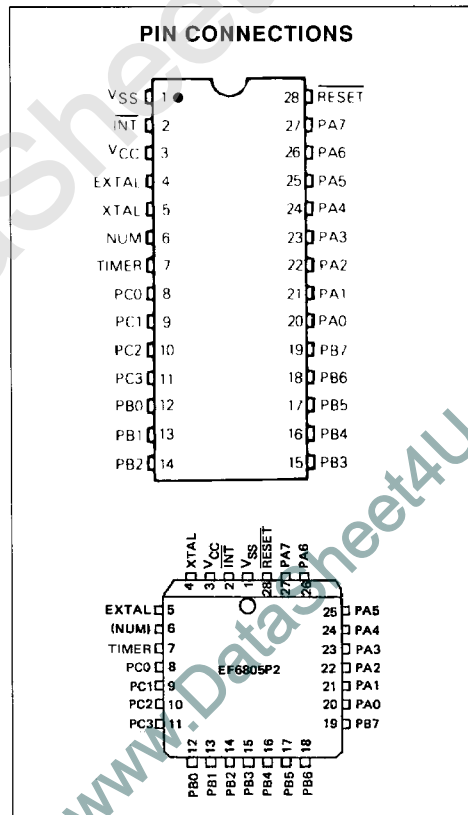 PIN CONNECTIONS
VSS 1 28 RESET
INT 2 27 PA7
VCC 3 26 PA6
EXTAL 4 25 PA5
XTAL 5 24 PA4
NUM 6 23 PA3
TIMER 7 22 PA2
PC0 8 21 PA1
PC1 9 20 PA0
PC2 10 19 PB7
PC3 11 18 PB6
PB0 12 17 PB5
PB1 13 16 PB4
PB2 14 15 PB3
XTAL VCC INT VSS RESET PA7 PA6
4 3 2 1 28 27 26
EXTAL 5 25 PA5
(NUM) 6 24 PA4
TIMER 7 23 PA3
PC0 8 EF6805P2 22 PA2
PC1 9 21 PA1
PC2 10 20 PA0
PC3 11 19 PB7
12 13 14 15 16 17 18
PB0 PB1 PB2 PB3 PB4 PB5 PB6
www.DataSheet4U